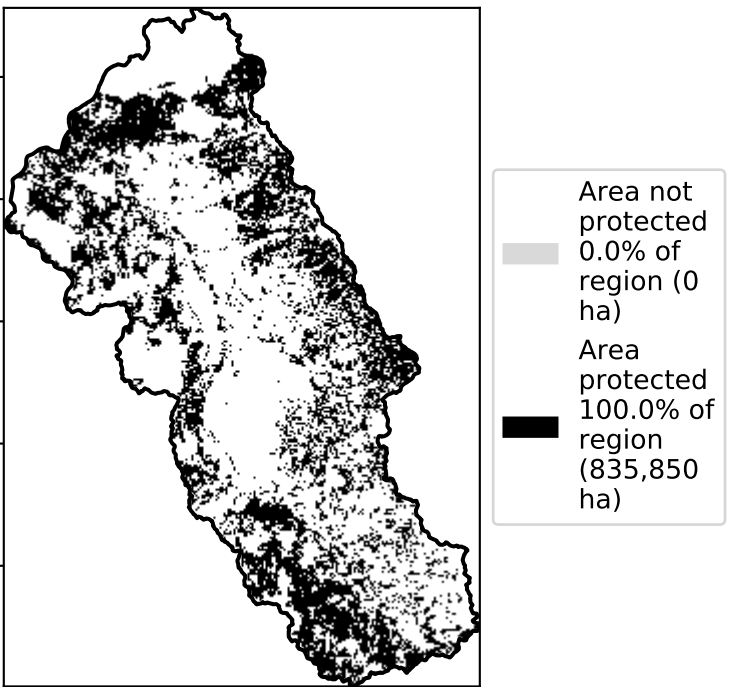 Area not
protected
0.0% of
region (0
ha)
Area
protected
100.0% of
region
(835,850
ha)